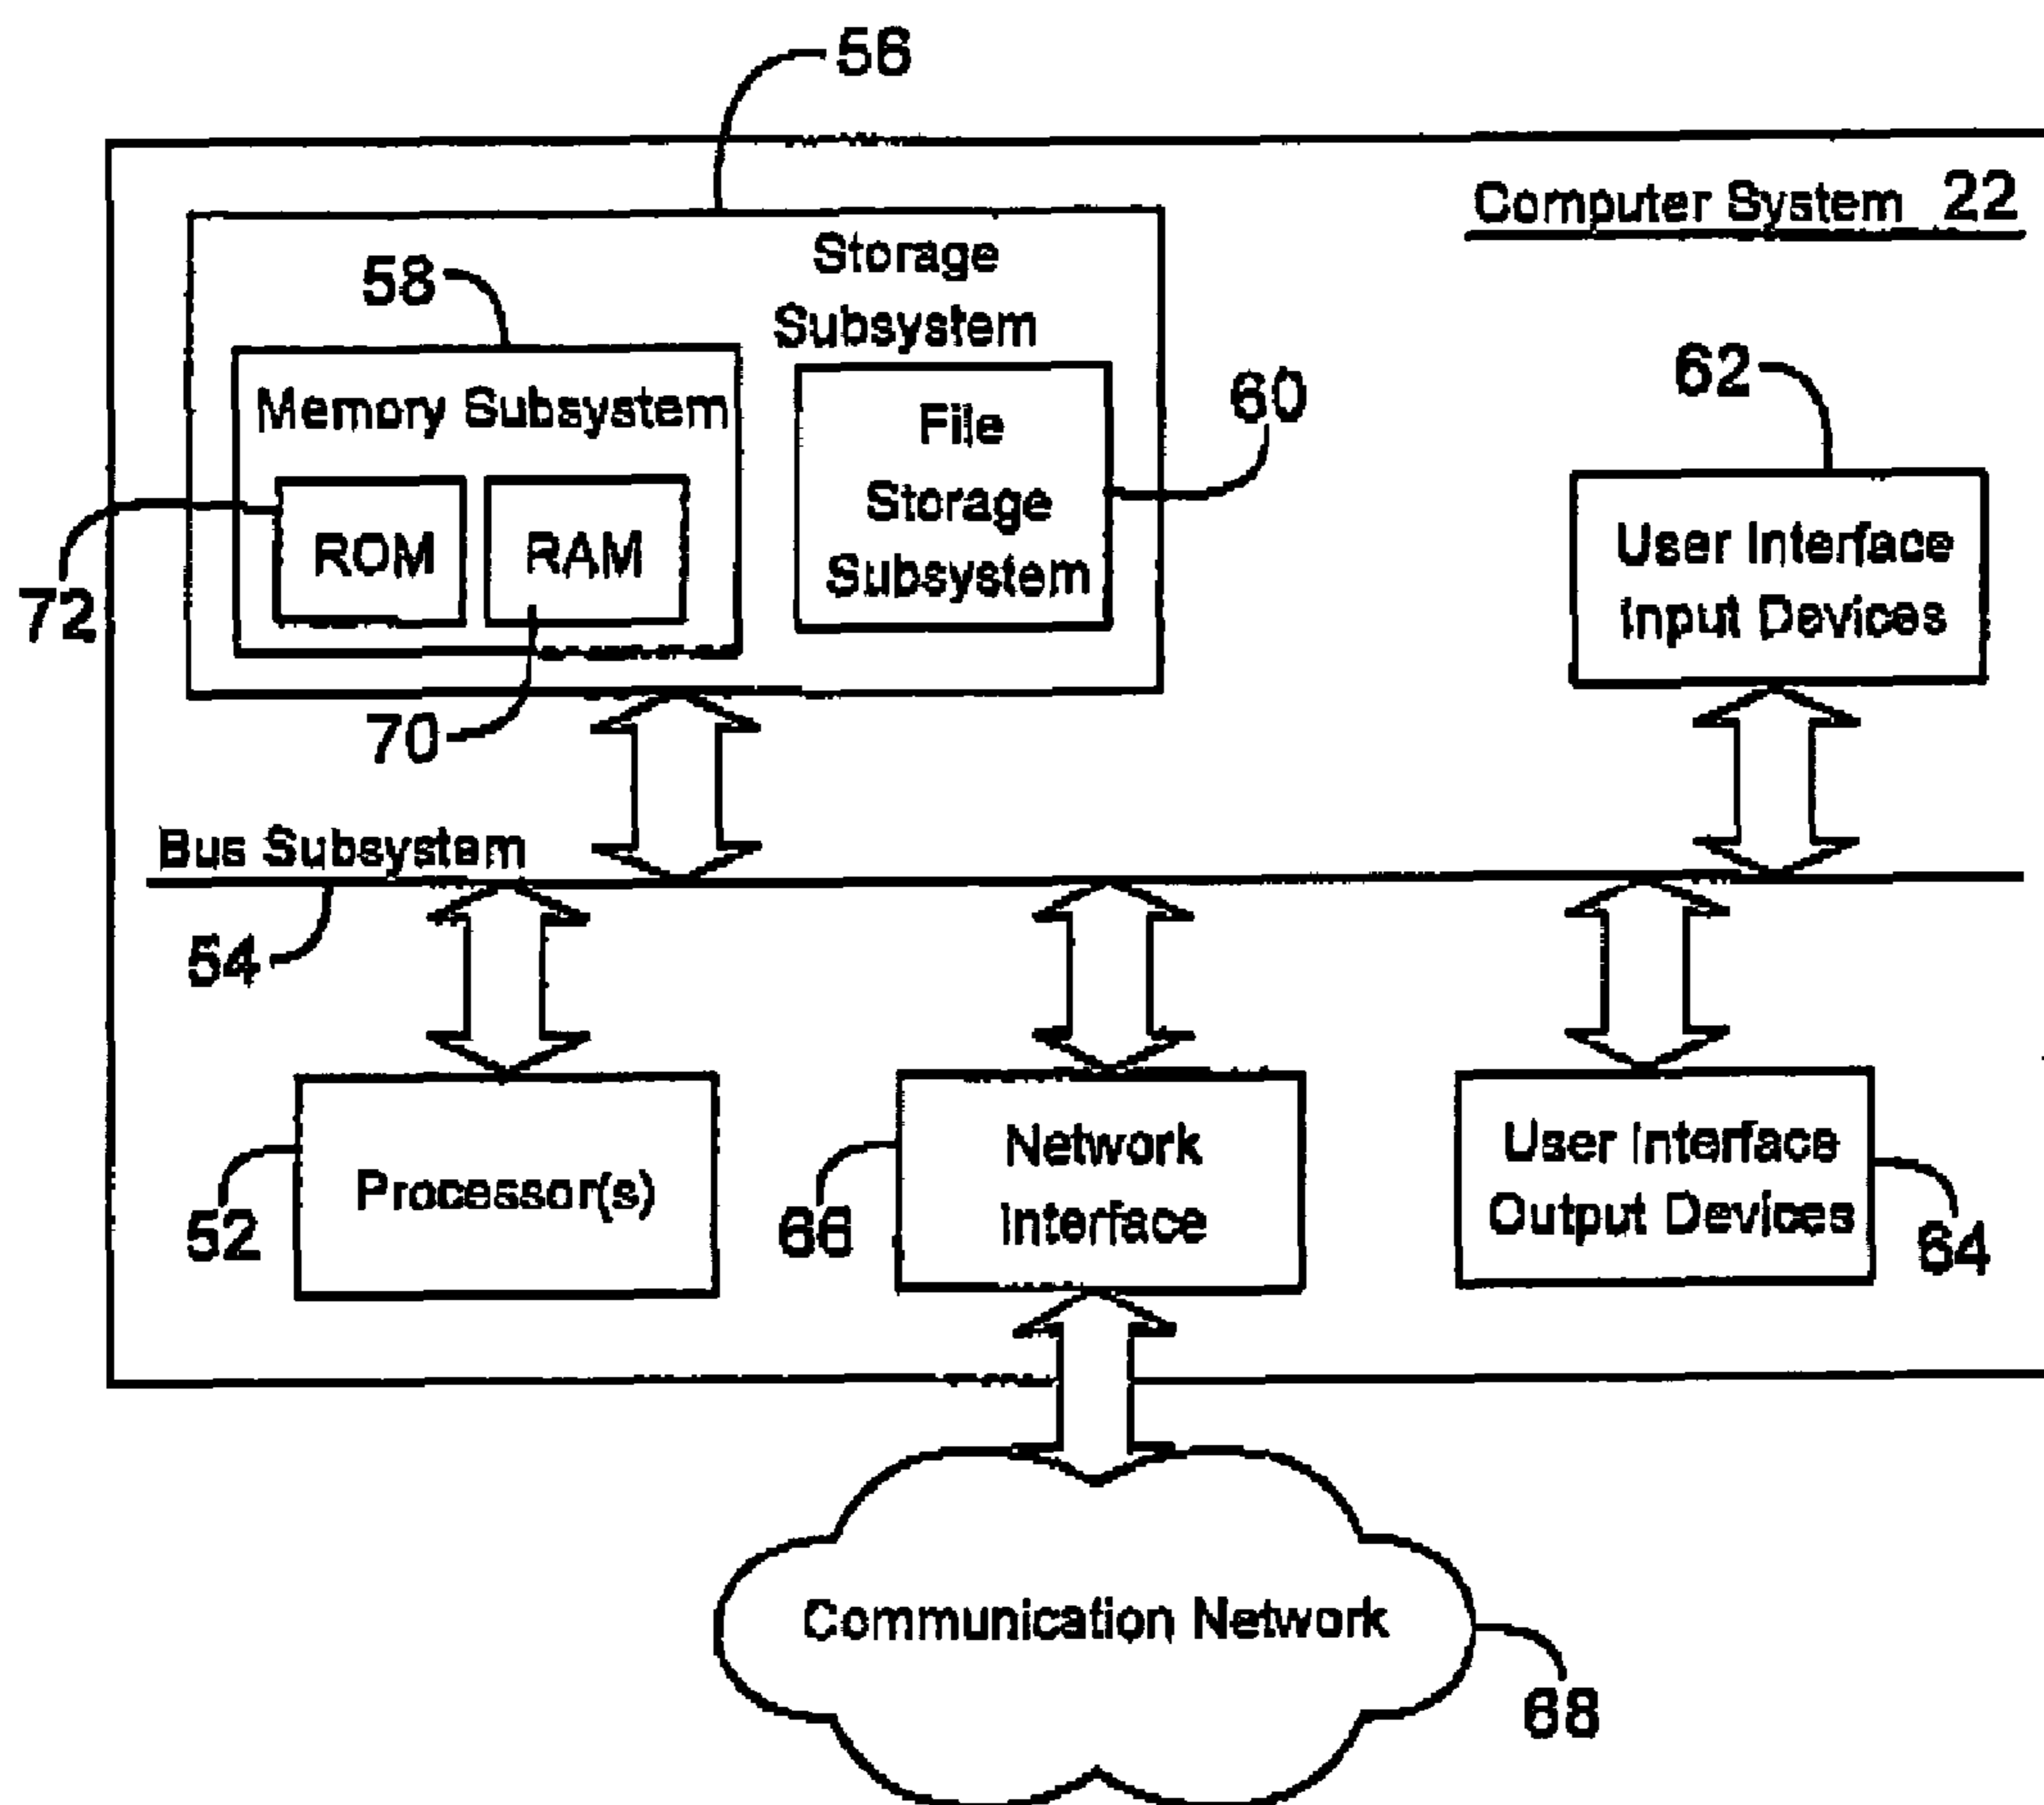 56
Computer System 22
Storage
Subsystem
58
Memory Subsystem
62
60
File
Storage
Subsystem
ROM
RAM
72
User Interface
Input Devices
70
Bus Subsystem
54
Processor(s)
52
Network
Interface
66
User Interface
Output Devices
64
Communication Network
68